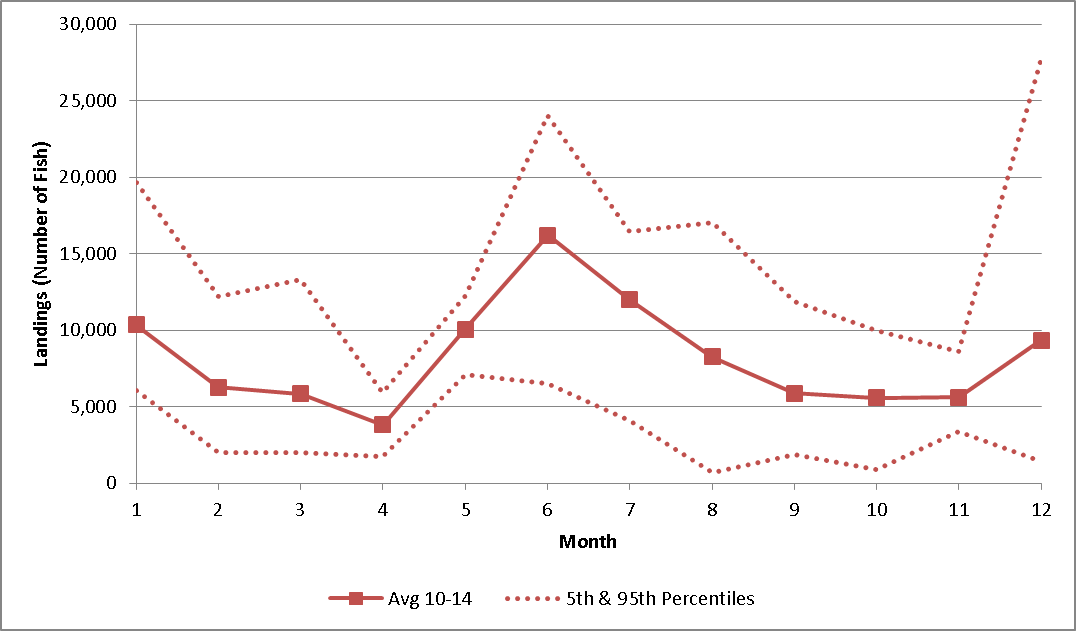 30,000
25,000
20,000
15,000
10,000
5,000
0
Landings (Number of Fish)
1 2 3 4 5 6 7 8 9 10 11 12
Month
Avg 10-14 5th & 95th Percentiles